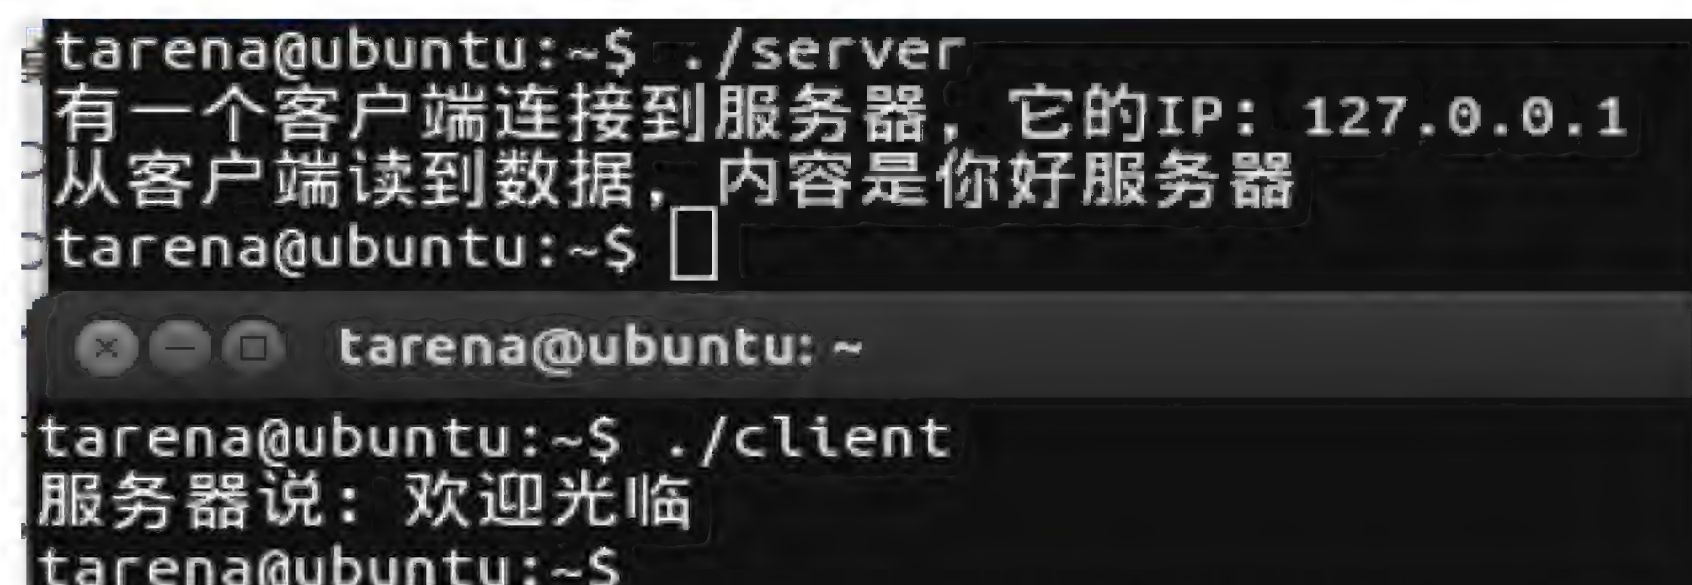 tarena@ubuntu:~$ ./server
有一个客户端连接到服务器，它的IP: 127.0.0.1
从客户端读到数据，内容是你好服务器
tarena@ubuntu:~$
tarena@ubuntu: ~
tarena@ubuntu:~$ ./client
服务器说: 欢迎光临
tarena@ubuntu:~$